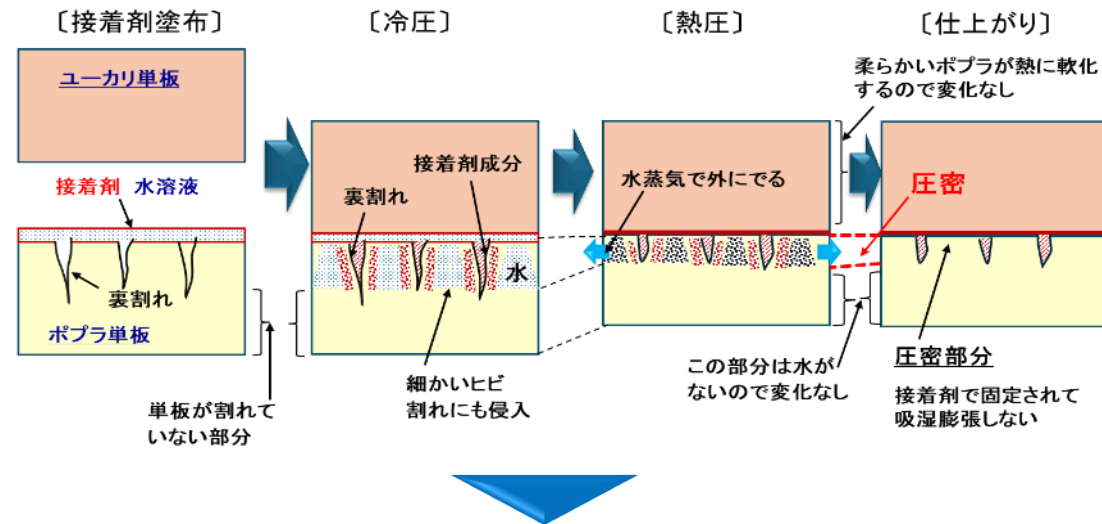 〔接着剤塗布〕
〔冷圧〕
〔熱圧〕
〔仕上がり〕
ユーカリ単板
接着剤 水溶液
裏割れ
ポプラ単板
単板が割れて
いない部分
接着剤成分
裏割れ
水
細かいヒビ
割れにも侵入
水蒸気で外にでる
この部分は水が
ないので変化なし
柔らかいポプラが熱に軟化
するので変化なし
圧密
圧密部分
接着剤で固定されて
吸湿膨張しない